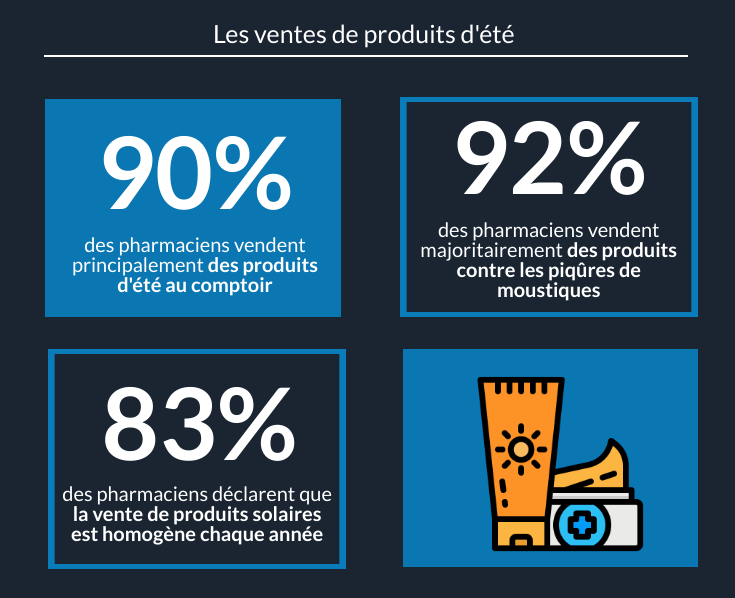 Les ventes de produits d'été
90%
des pharmaciens vendent
principalement des produits
d'été au comptoir
92%
des pharmaciens vendent
majoritairement des produits
contre les piqûres de
moustiques
83%
des pharmaciens déclarent que
la vente de produits solaires
est homogène chaque année